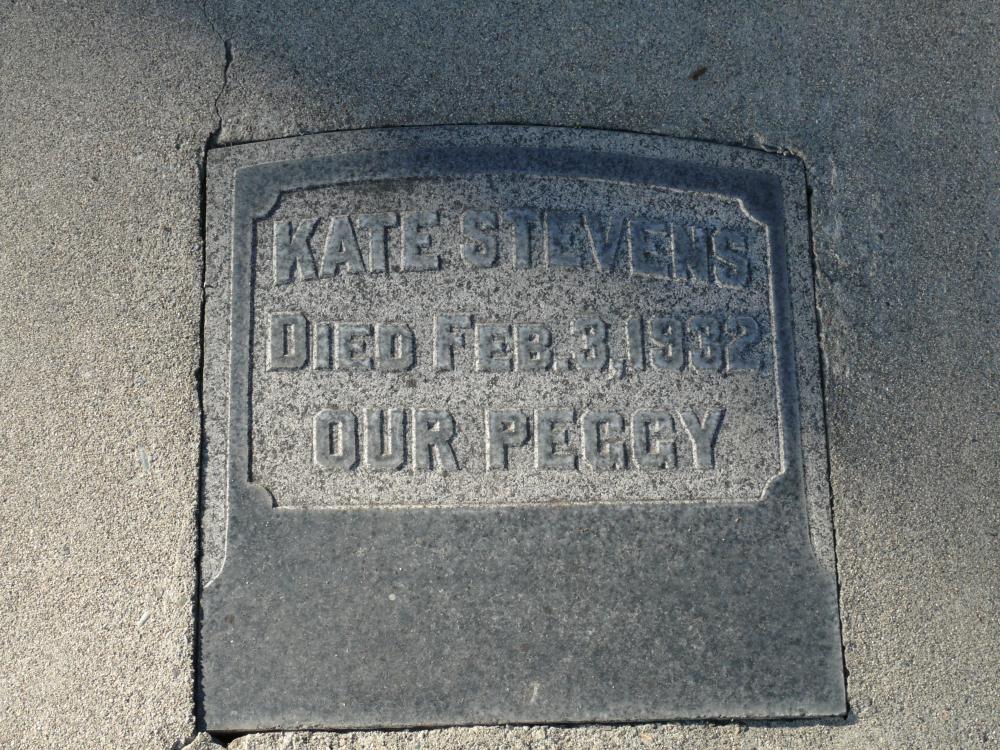 KATE STEVENS
DIED FEB. 3, 1932
OUR PEGGY